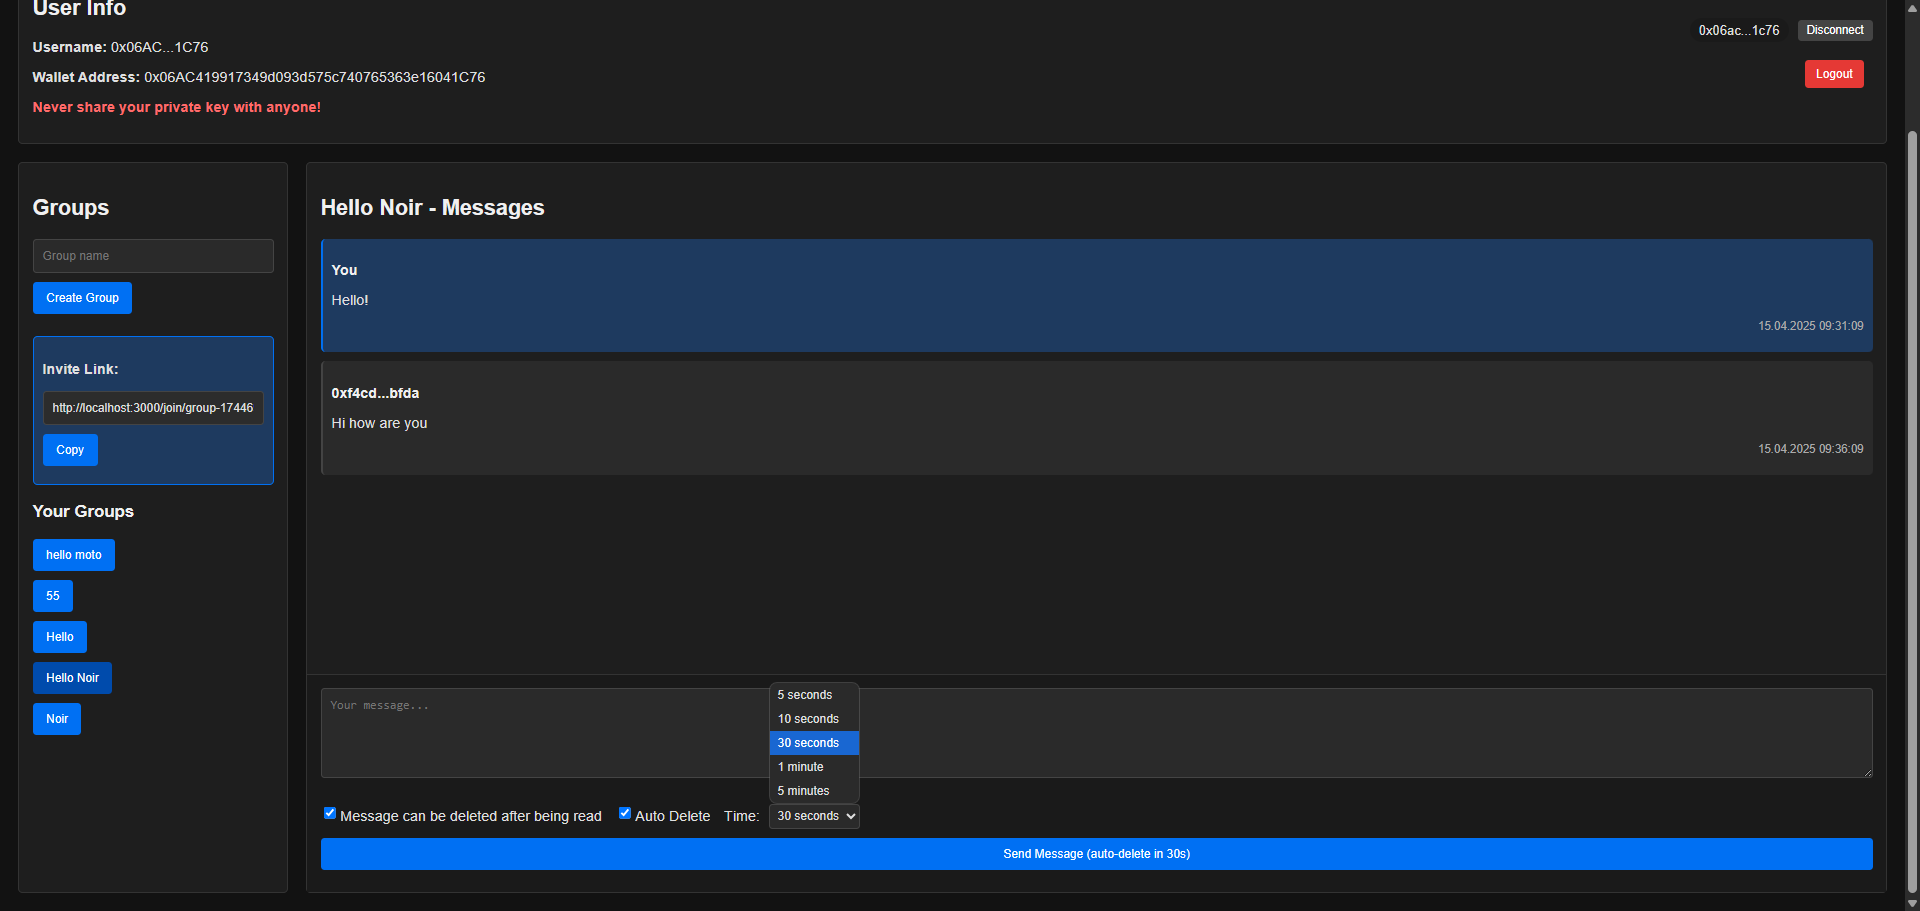 User Info
Username: 0x06AC...1C76
0x06ac...1c76 Disconnect
Wallet Address: 0x06AC419917349d093d575c740765363e16041C76
Logout
Never share your private key with anyone!
Groups
Group name
Create Group
Invite Link:
http://localhost:3000/join/group-17446
Copy
Your Groups
hello moto
55
Hello
Hello Noir
Noir
Hello Noir - Messages
You
Hello!
15.04.2025 09:31:09
0xf4cd...bfda
Hi how are you
15.04.2025 09:36:09
Your message...
5 seconds
10 seconds
30 seconds
1 minute
5 minutes
Message can be deleted after being read Auto Delete Time: 30 seconds
Send Message (auto-delete in 30s)